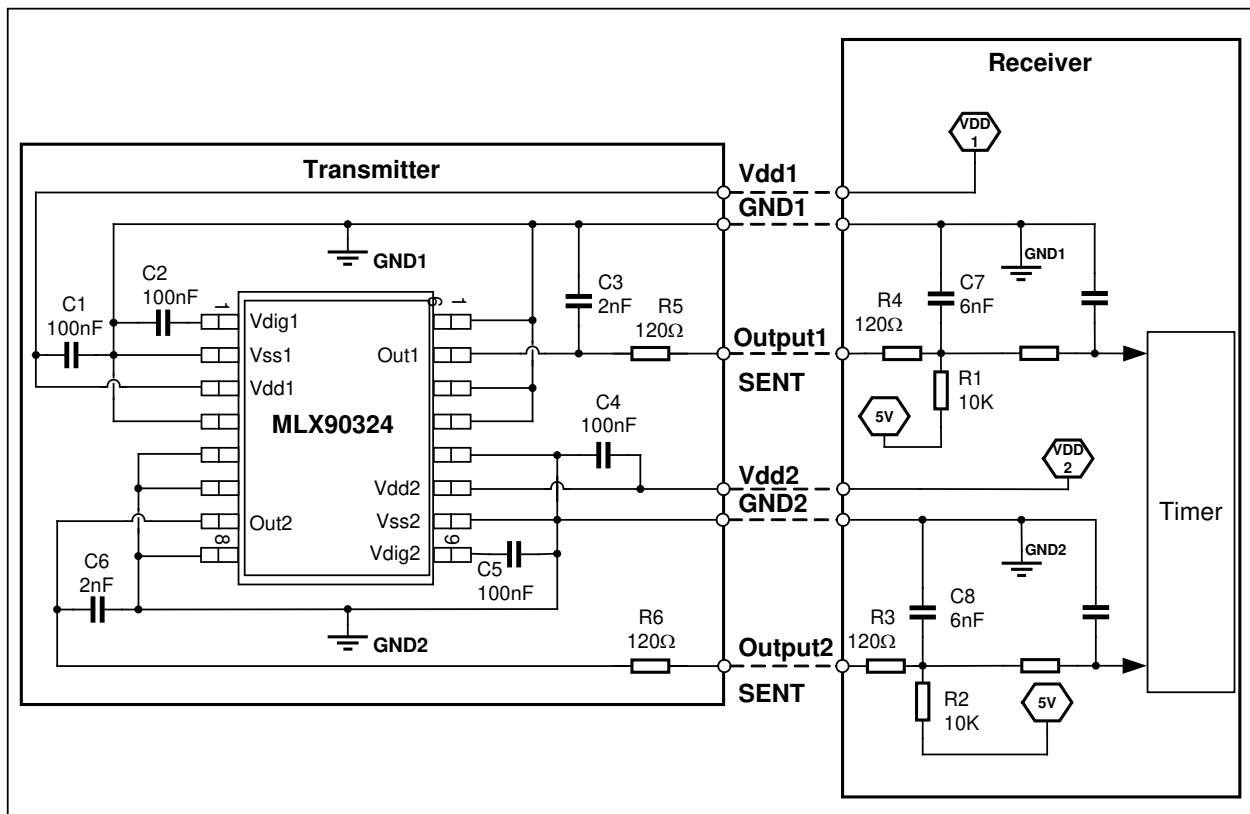 Receiver
VDD
1
Transmitter
Vdd1
GND1
GND1
GND1
C1
100nF
C2
100nF
1
Vdig1
Vss1
Vdd1
Out2
8
MLX90324
1
6
Out1
Vdd2
Vss2
Vdig2
9
C3
2nF
R5
120Ω
Output1
SENT
R4
120Ω
C7
6nF
R1
10K
5V
C4
100nF
Vdd2
GND2
VDD
2
Timer
C5
100nF
C6
2nF
GND2
GND2
R6
120Ω
Output2
SENT
R3
120Ω
C8
6nF
R2
10K
5V